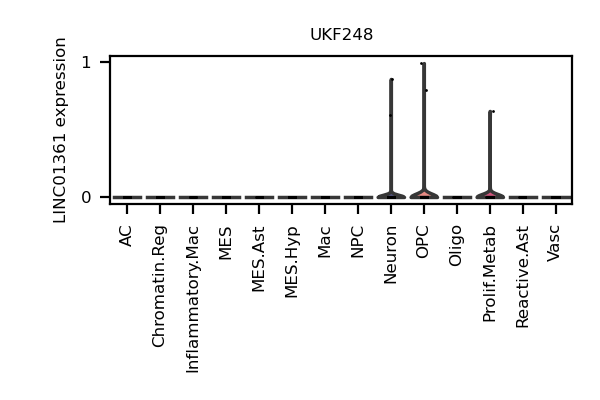 UKF248
LINC01361 expression
1
0
AC
Chromatin.Reg
Inflammatory.Mac
MES
MES.Ast
MES.Hyp
Mac
NPC
Neuron
OPC
Oligo
Prolif.Metab
Reactive.Ast
Vasc